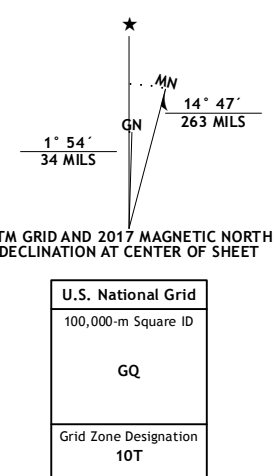 ★
MN
GN
14° 47´
263 MILS
1° 54´
34 MILS
TM GRID AND 2017 MAGNETIC NORTH
DECLINATION AT CENTER OF SHEET
U.S. National Grid
100,000-m Square ID
GQ
Grid Zone Designation
10T